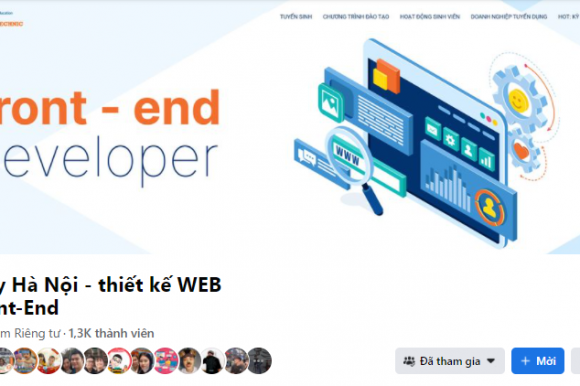 TUYỂN SINH CHƯƠNG TRÌNH ĐÀO TẠO HOẠT ĐỘNG SINH VIÊN DOANH NGHIỆP TUYỂN DỤNG HOT: KỲ
ront - end
eveloper
WWW
y Hà Nội - thiết kế WEB
nt-End
m Riêng tư · 1,3K thành viên
Đã tham gia
+ Mời